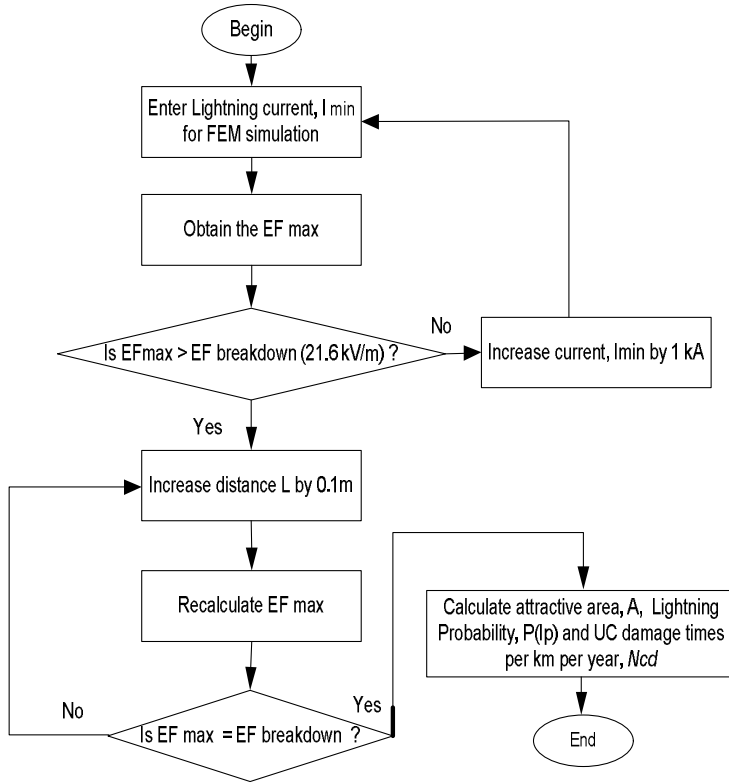 Begin
Enter Lightning current, I min
for FEM simulation
Obtain the EF max
Is EFmax > EF breakdown (21.6 kV/m) ?
No
Increase current, Imin by 1 kA
Yes
Increase distance L by 0.1m
Recalculate EF max
Is EF max = EF breakdown ?
No
Yes
Calculate attractive area, A, Lightning
Probability, P(Ip) and UC damage times
per km per year, Ncd
End